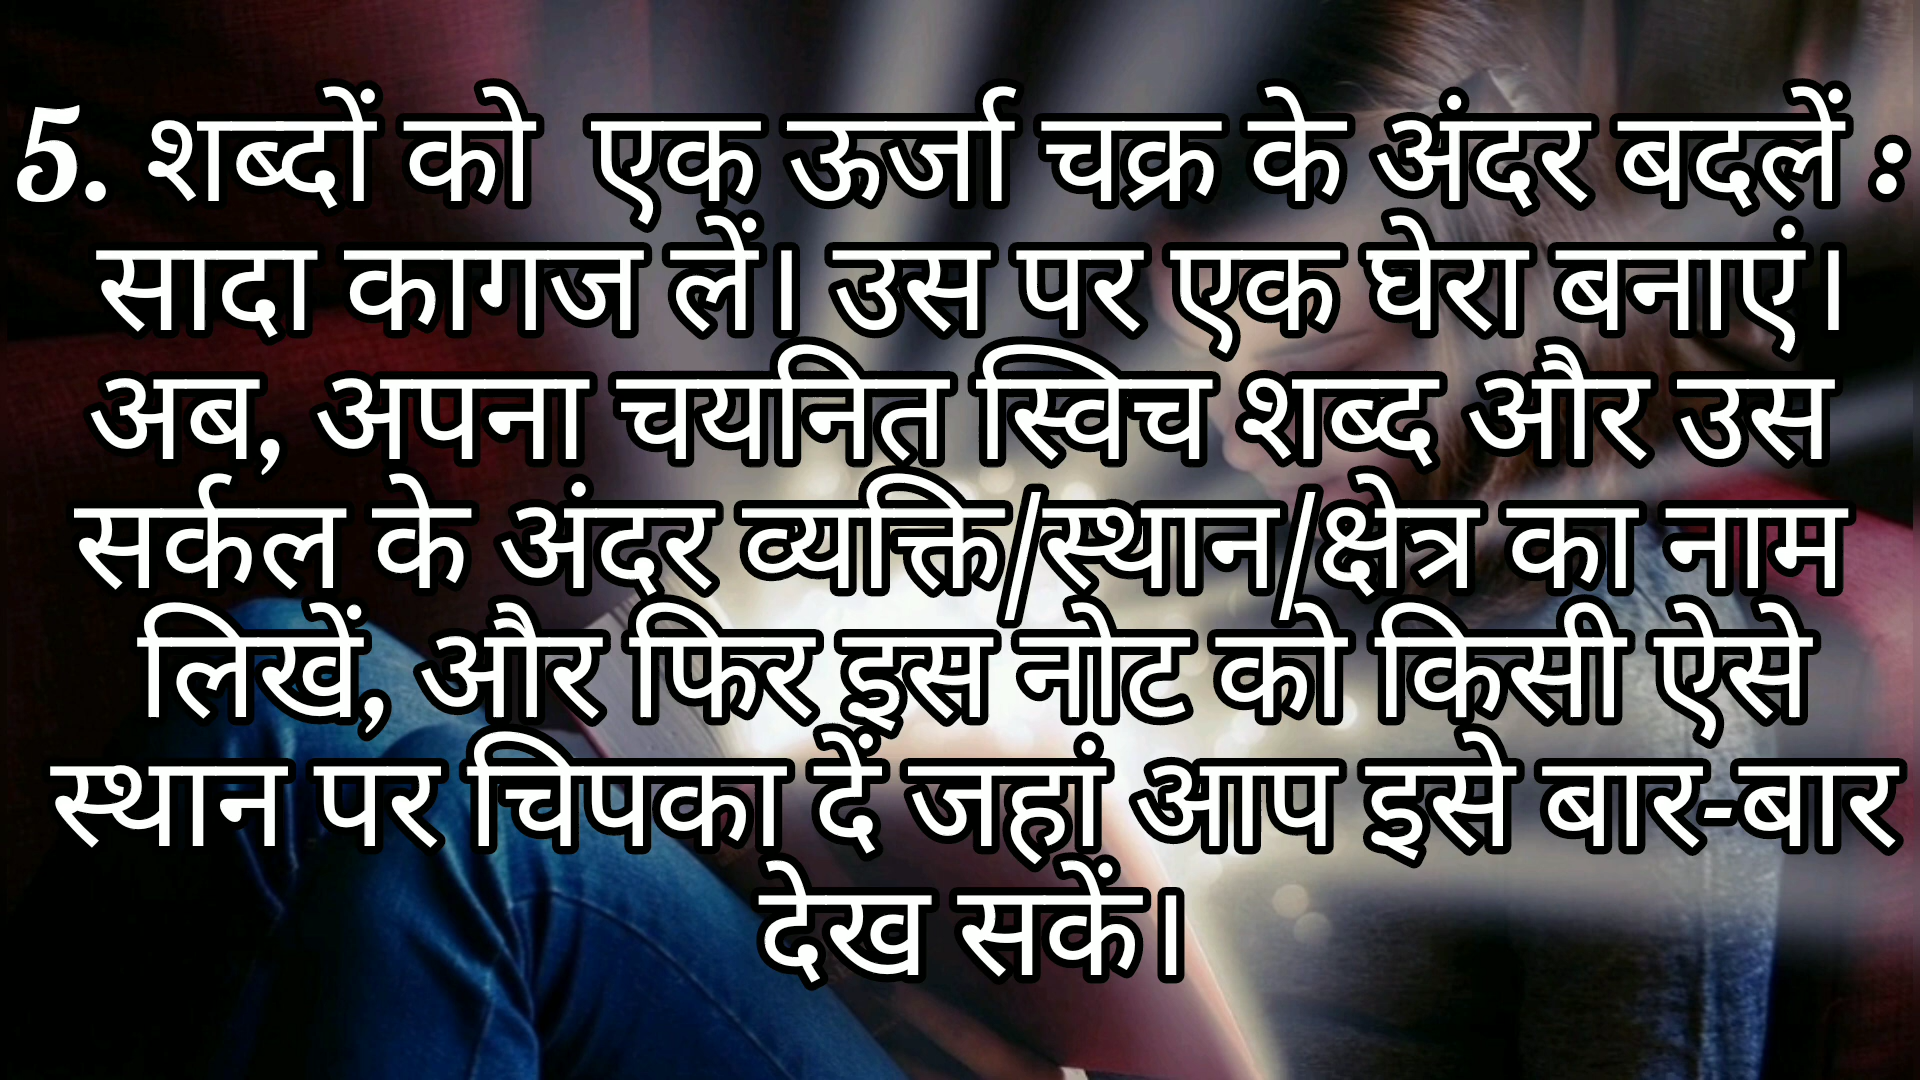 5. शब्दों को एक ऊर्जा चक्र के अंदर बदलें :
सादा कागज लें। उस पर एक घेरा बनाएं।
अब, अपना चयनित स्विच शब्द और उस
सर्कल के अंदर व्यक्ति/स्थान/क्षेत्र का नाम
लिखें, और फिर इस नोट को किसी ऐसे
स्थान पर चिपका दें जहां आप इसे बार-बार
देख सकें।